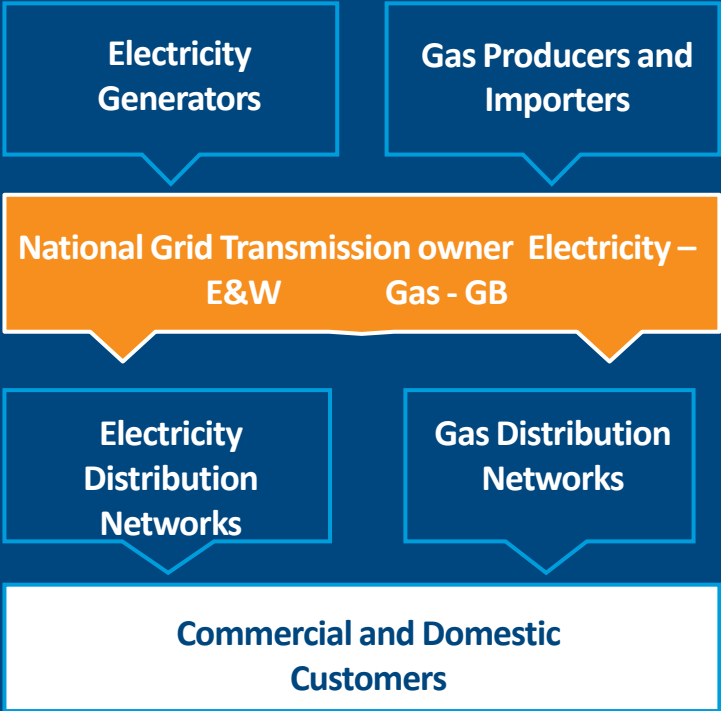 Electricity
Generators
Gas Producers and
Importers
National Grid Transmission owner Electricity –
E&W Gas - GB
Electricity
Distribution
Networks
Gas Distribution
Networks
Commercial and Domestic
Customers